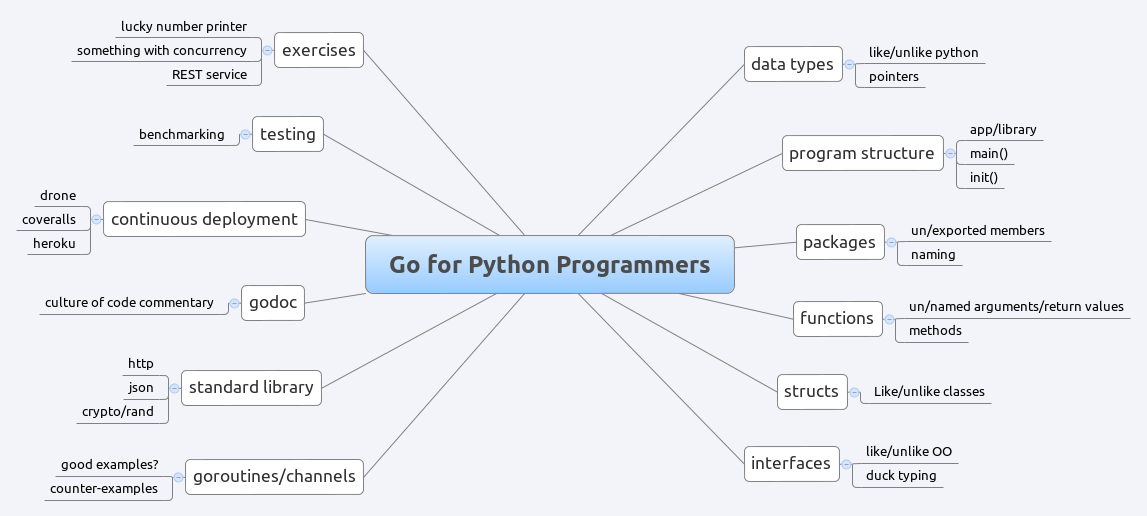 Go for Python Programmers
exercises
lucky number printer
something with concurrency
REST service
testing
benchmarking
continuous deployment
drone
coveralls
heroku
godoc
culture of code commentary
standard library
http
json
crypto/rand
goroutines/channels
good examples?
counter-examples
data types
like/unlike python
pointers
program structure
app/library
main()
init()
packages
un/exported members
naming
functions
un/named arguments/return values
methods
structs
Like/unlike classes
interfaces
like/unlike OO
duck typing